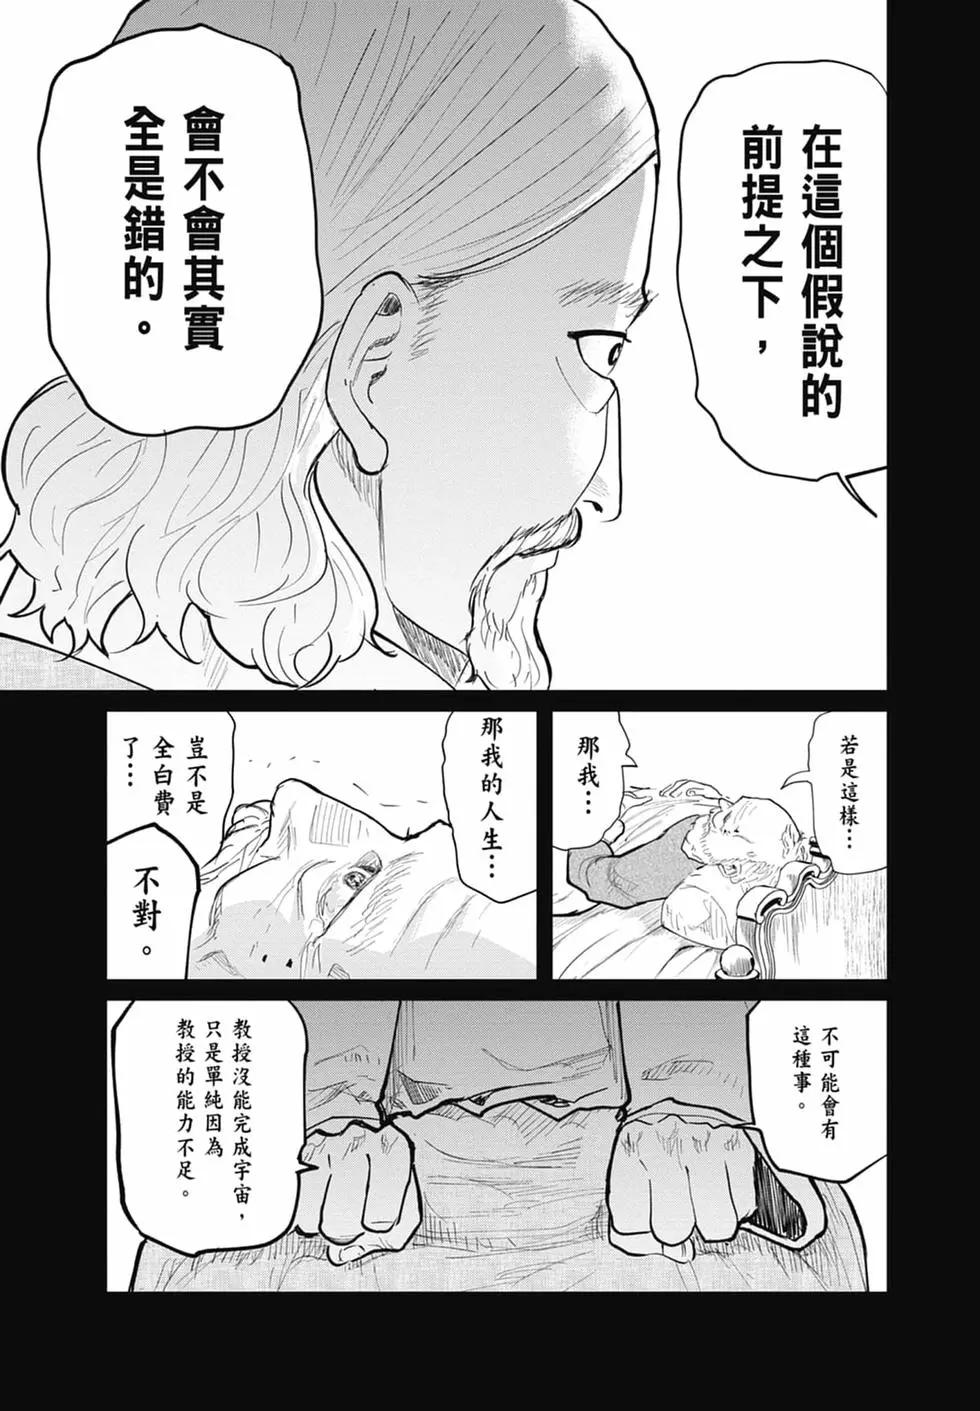 在這個假說的
前提之下，
會不會其實
全是錯的。
若是這樣…
那我…
那我的人生…
豈不是
全白費
了…
不對。
不可能會有
這種事。
教授沒能完成宇宙，
只是單純因為
教授的能力不足。